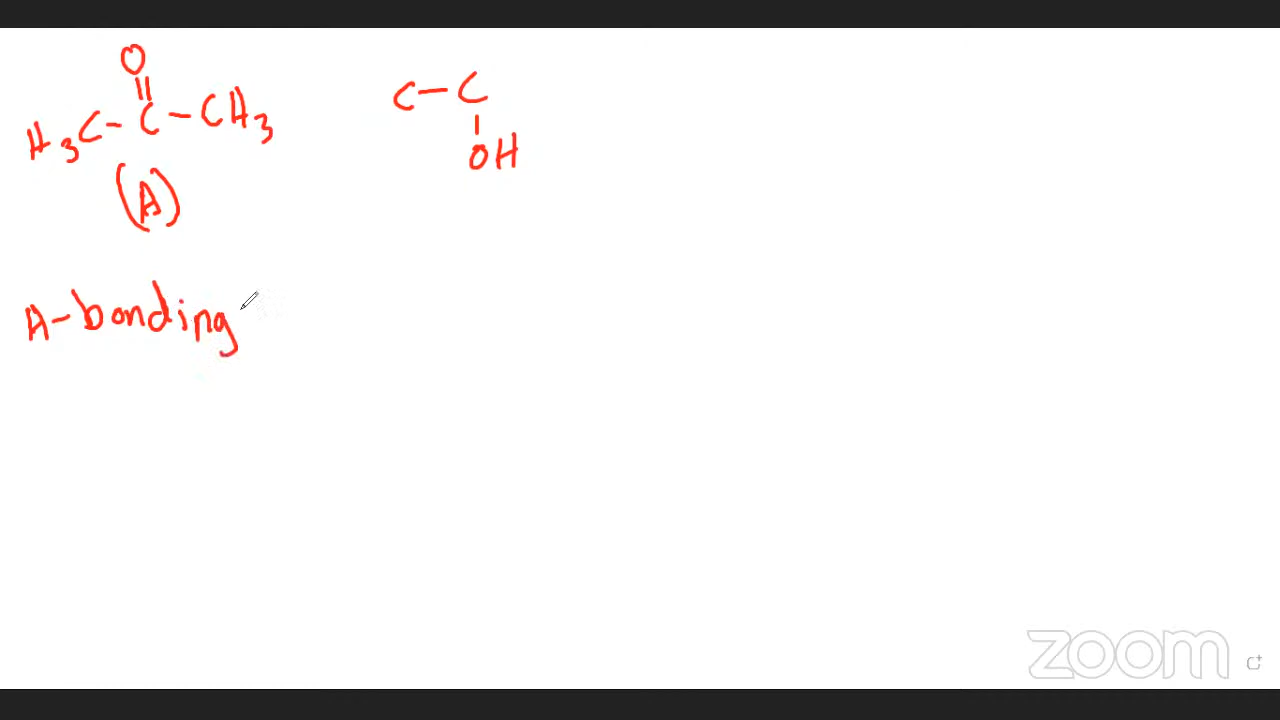 O
||
H3C-C-CH3
(A)
C-C
|
OH
A-bonding
zoom